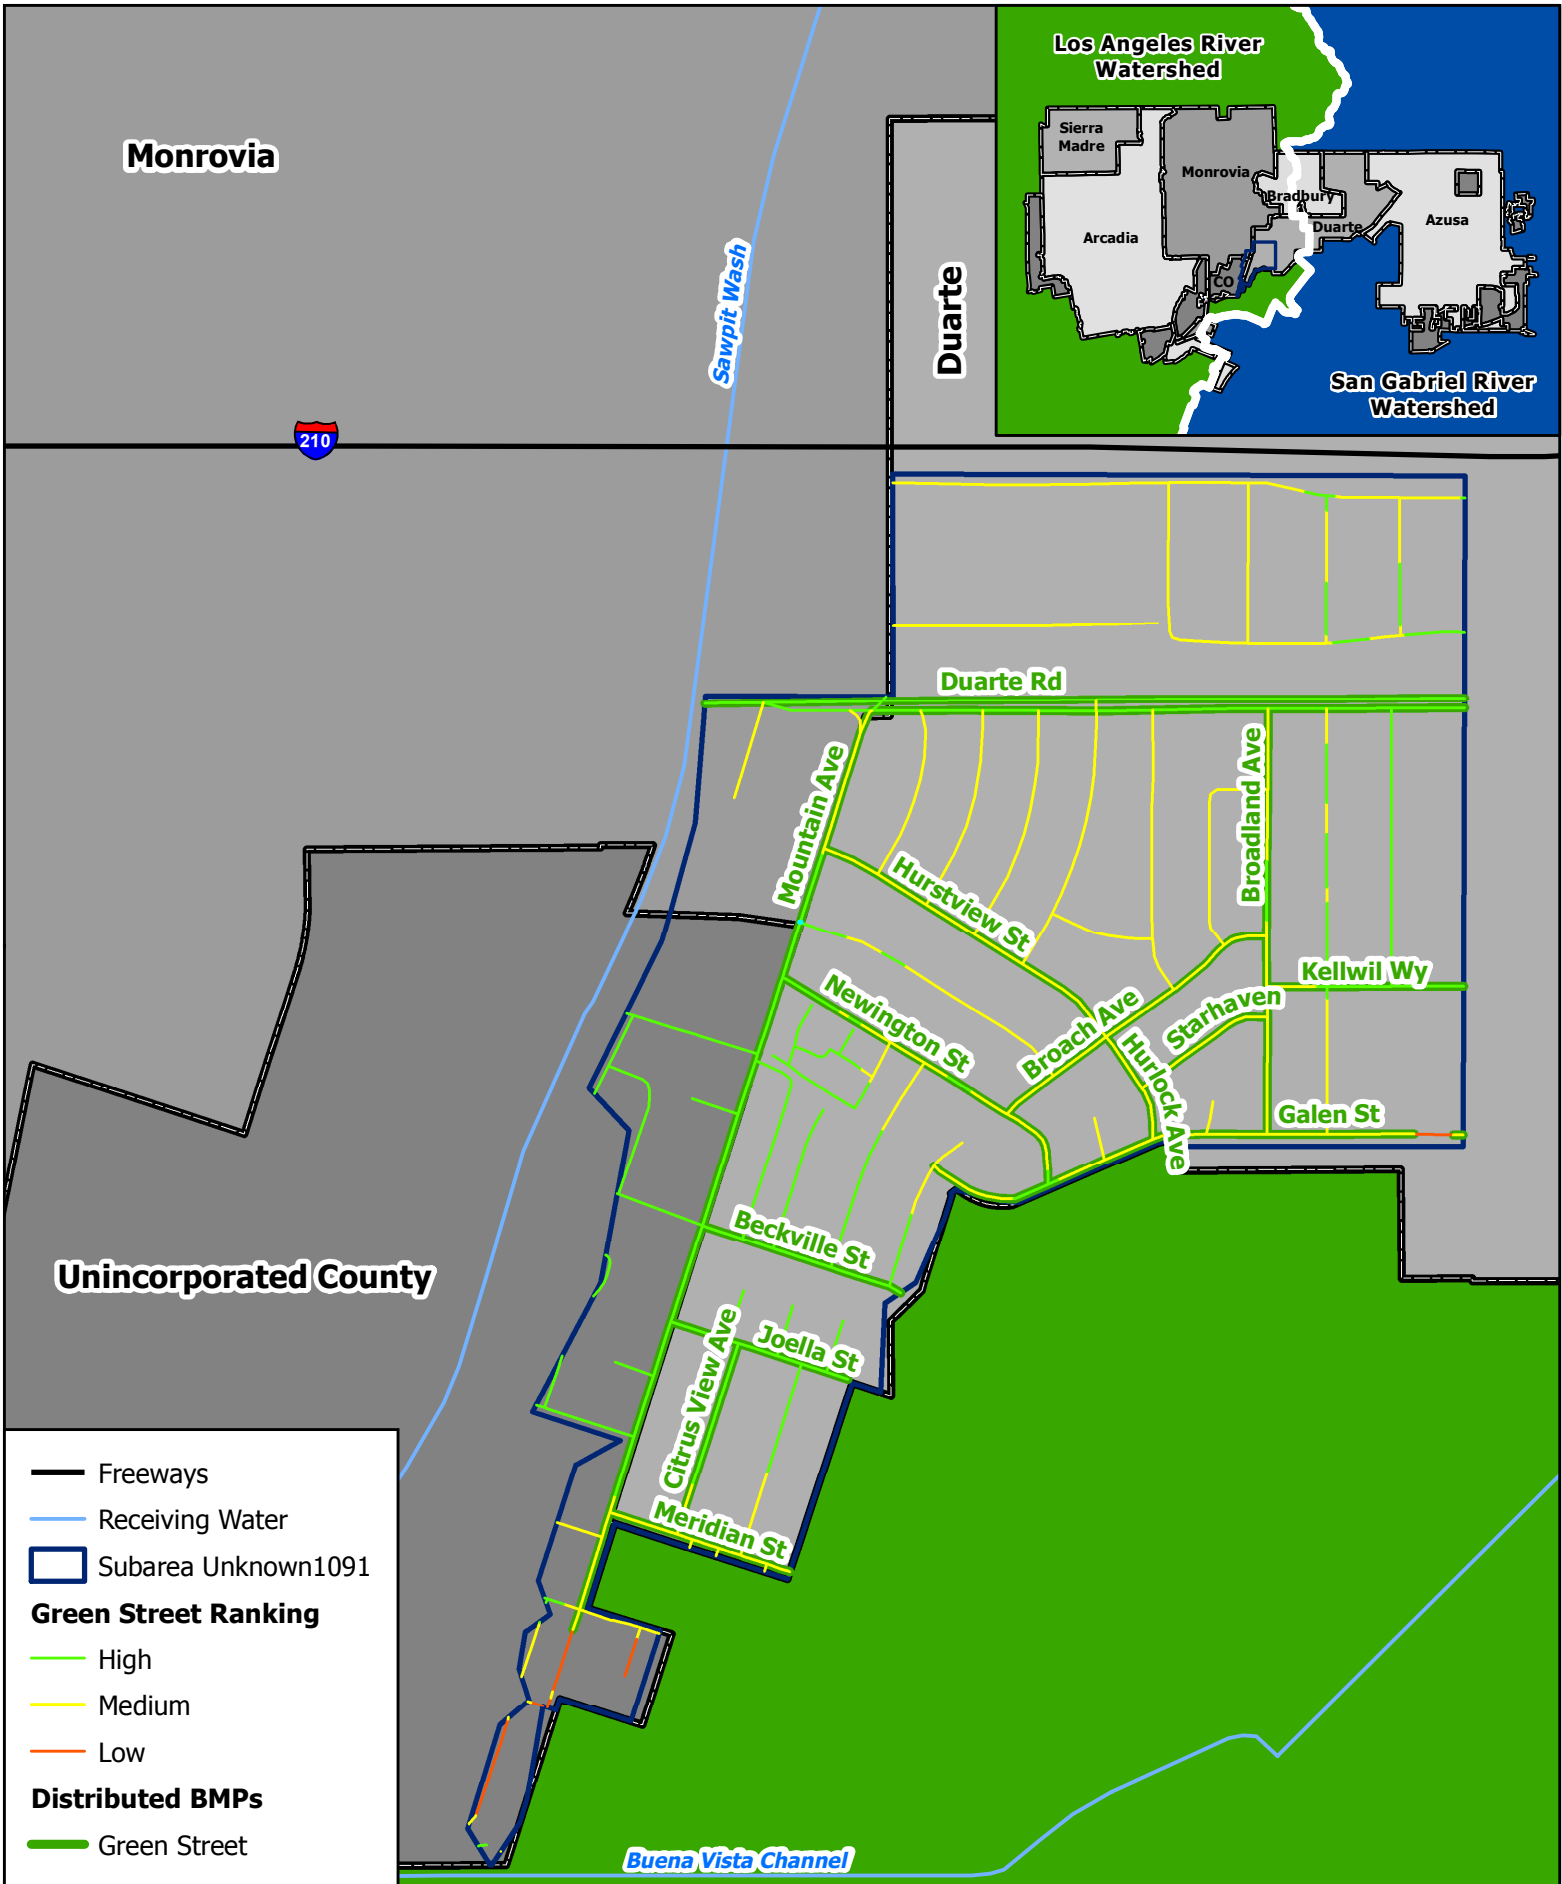 Los Angeles River
Watershed
Sierra
Madre
Monrovia
Bradbury
Duarte
Azusa
Arcadia
CO
San Gabriel River
Watershed
Monrovia
Sawpit Wash
Duarte
210
Duarte Rd
Mountain Ave
Broadland Ave
Hurstview St
Kellwil Wy
Newington St
Starhaven
Broach Ave
Hurlock Ave
Galen St
Beckville St
Unincorporated County
Joella St
Citrus View Ave
Meridian St
Freeways
Receiving Water
Subarea Unknown1091
Green Street Ranking
High
Medium
Low
Distributed BMPs
Green Street
Buena Vista Channel